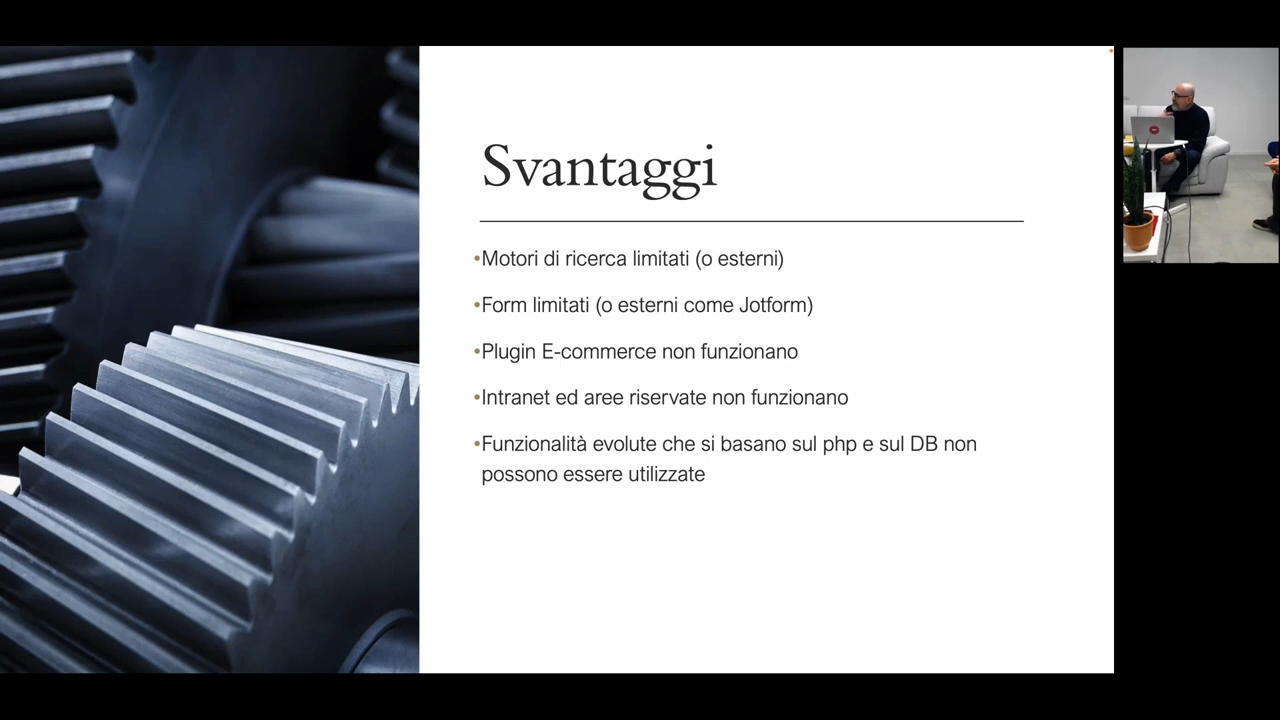 Svantaggi
•Motori di ricerca limitati (o esterni)
•Form limitati (o esterni come Jotform)
•Plugin E-commerce non funzionano
•Intranet ed aree riservate non funzionano
•Funzionalità evolute che si basano sul php e sul DB non
possono essere utilizzate